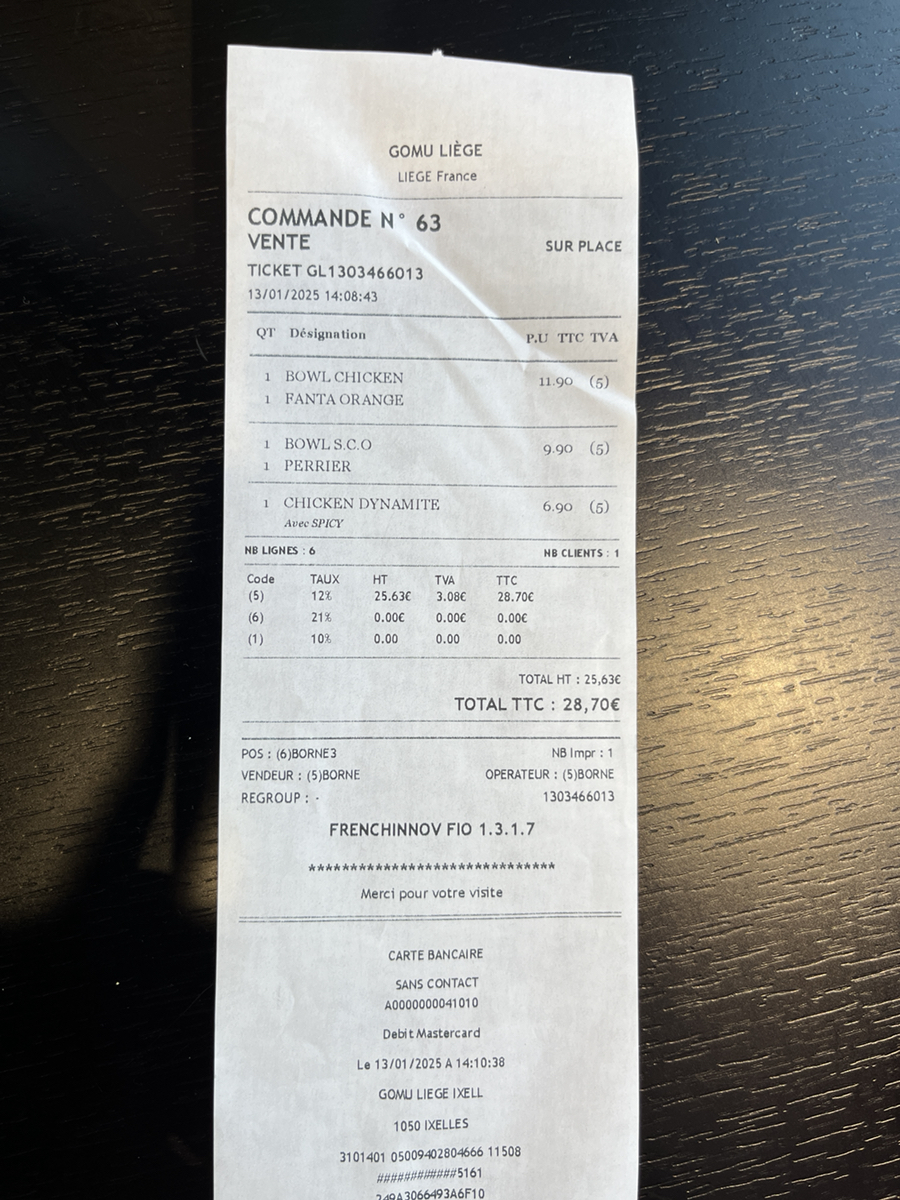 GOMU LIÈGE
LIEGE France
COMMANDE N° 63
VENTE SUR PLACE
TICKET GL1303466013
13/01/2025 14:08:43
QT Désignation P.U TTC TVA
1 BOWL CHICKEN 11.90 (5)
1 FANTA ORANGE
1 BOWL S.C.O 9.90 (5)
1 PERRIER
1 CHICKEN DYNAMITE 6.90 (5)
Avec SPICY
NB LIGNES : 6 NB CLIENTS : 1
Code TAUX HT TVA TTC
(5) 12% 25.63€ 3.08€ 28.70€
(6) 21% 0.00€ 0.00€ 0.00€
(1) 10% 0.00 0.00 0.00
TOTAL HT : 25,63€
TOTAL TTC : 28,70€
POS : (6)BORNE3 NB Impr : 1
VENDEUR : (5)BORNE OPERATEUR : (5)BORNE
REGROUP : - 1303466013
FRENCHINNOV FIO 1.3.1.7
*****************************
Merci pour votre visite
CARTE BANCAIRE
SANS CONTACT
A0000000041010
Debit Mastercard
Le 13/01/2025 A 14:10:38
GOMU LIEGE IXELL
1050 IXELLES
3101401 05009402804666 11508
############5161
249A3066493A6F10